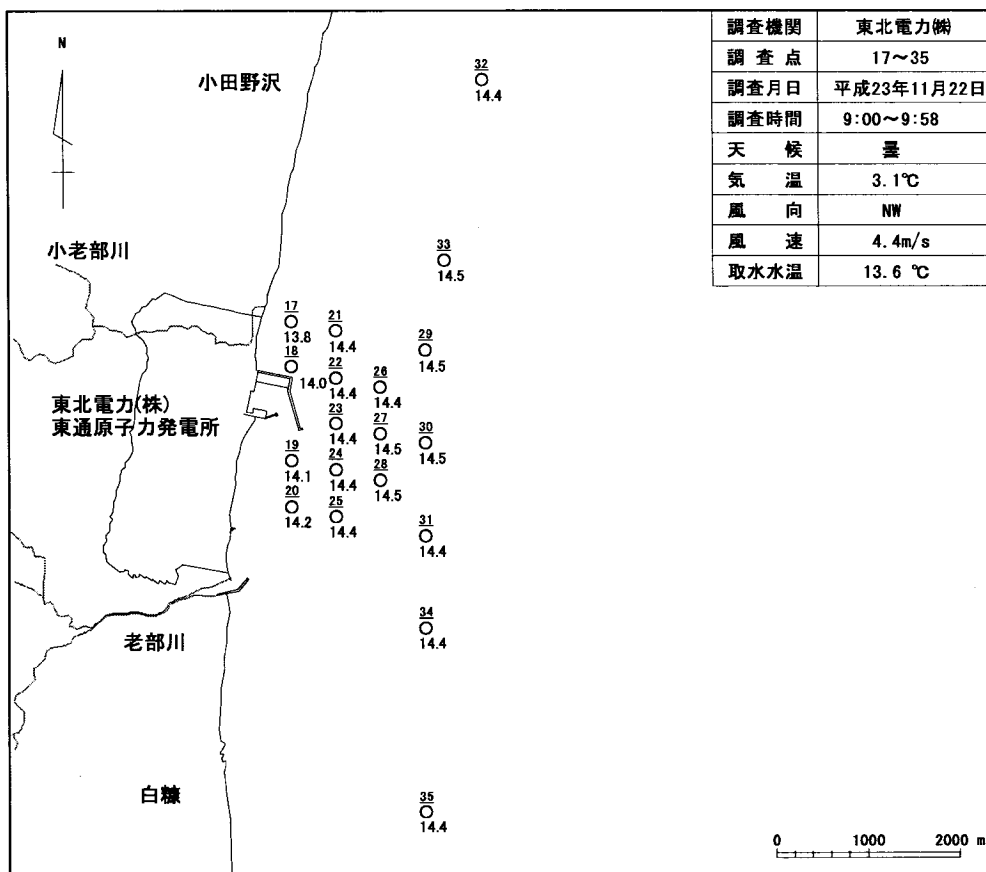 N
小田野沢
小老部川
東北電力(株)
東通原子力発電所
老部川
白糠
調査機関 東北電力㈱
調査点 17～35
調査月日 平成23年11月22日
調査時間 9:00～9:58
天候 曇
気温 3.1℃
風向 NW
風速 4.4m/s
取水水温 13.6 ℃
32
14.4
33
14.5
17
13.8
21
14.4
29
14.5
18
14.0
22
14.4
26
14.4
23
14.4
27
14.5
30
14.5
19
14.1
24
14.4
28
14.5
20
14.2
25
14.4
31
14.4
34
14.4
35
14.4
0 1000 2000 m